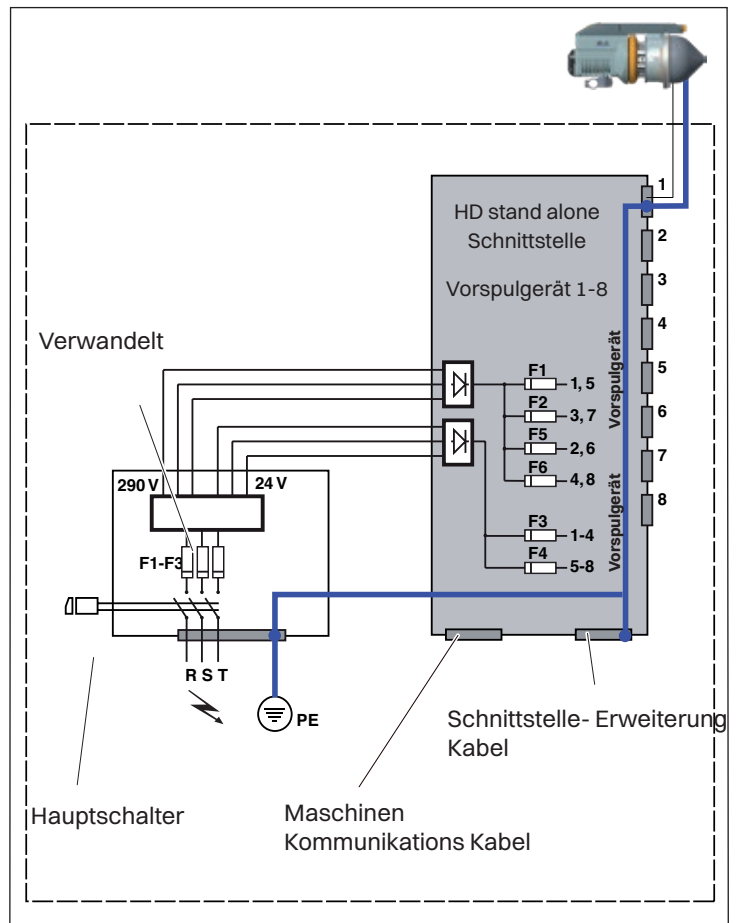 1
HD stand alone
Schnittstelle
2
3
Vorspulgerät 1-8
4
Verwandelt
5
Vorspulgerät
F1
1, 5
F2
3, 7
6
F5
2, 6
7
F6
4, 8
290 V
24 V
8
Vorspulgerät
F3
1-4
F1-F3
F4
5-8
R S T
PE
Schnittstelle- Erweiterung
Kabel
Hauptschalter
Maschinen
Kommunikations Kabel